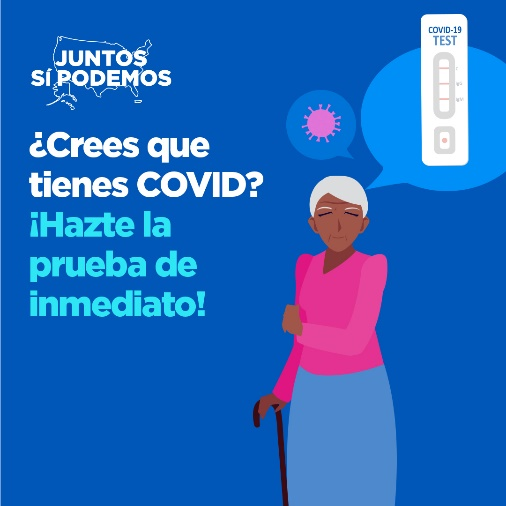 JUNTOS
SÍ PODEMOS
COVID-19
TEST
¿Crees que
tienes COVID?
¡Hazte la
prueba de
inmediato!